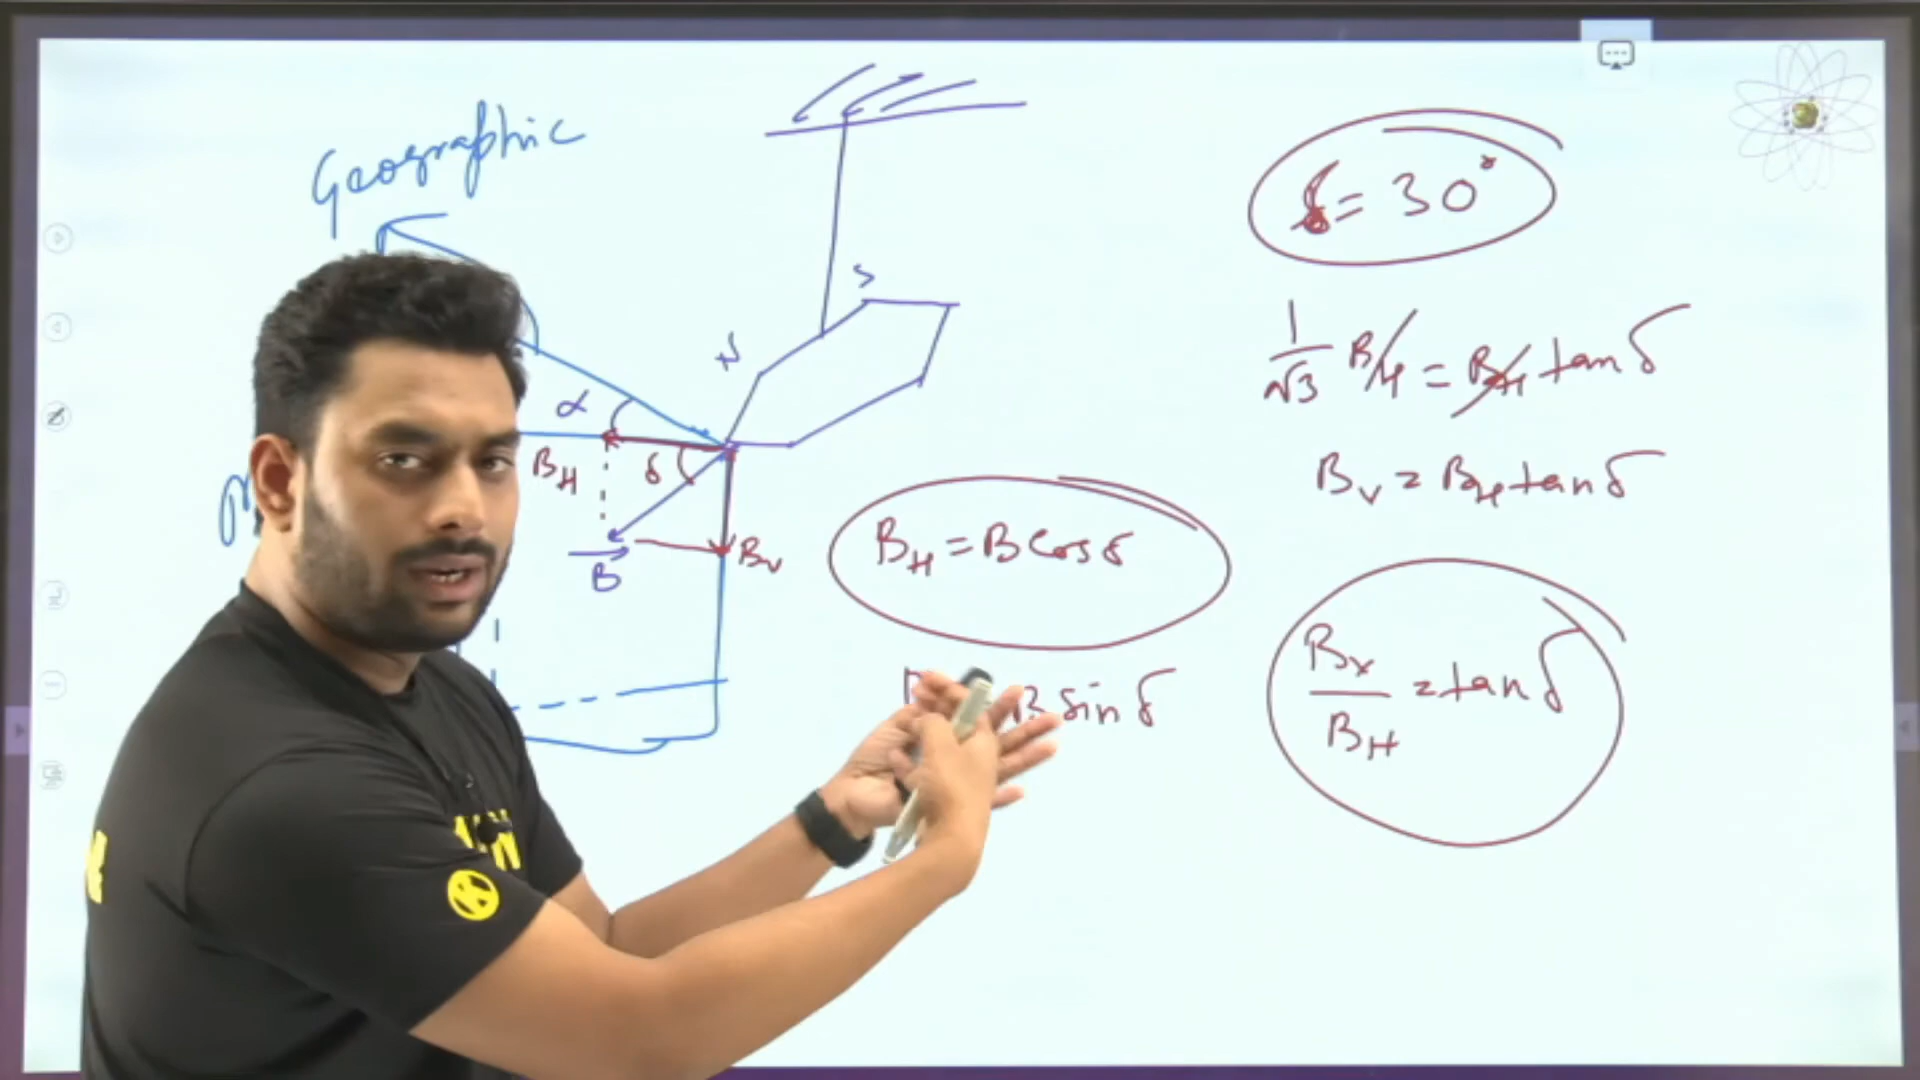 Geographic
S
N
α
B_H
δ
B
B_V
B_H = B cos δ
B sin δ
δ = 30°
1/√3 B_H = B_H tan δ
B_V = B_H tan δ
B_V/B_H = tan δ